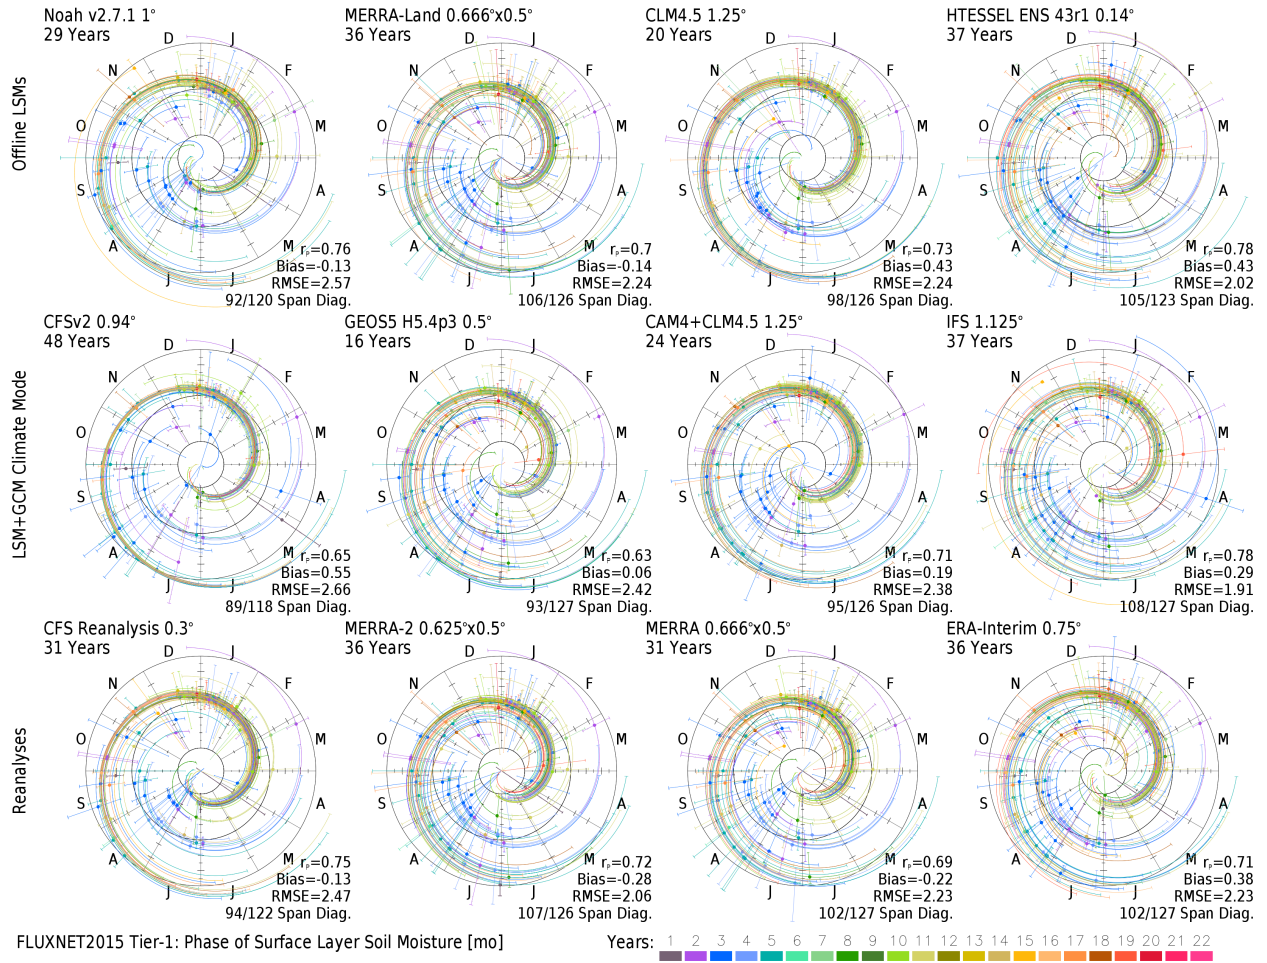 Noah v2.7.1 1°
29 Years
MERRA-Land 0.666°x0.5°
36 Years
CLM4.5 1.25°
20 Years
HTESSEL ENS 43r1 0.14°
37 Years
Offline LSMs
D J F M A M J J A S O N
rₚ=0.76
Bias=-0.13
RMSE=2.57
92/120 Span Diag.
D J F M A M J J A S O N
rₚ=0.7
Bias=-0.14
RMSE=2.24
106/126 Span Diag.
D J F M A M J J A S O N
rₚ=0.73
Bias=0.43
RMSE=2.24
98/126 Span Diag.
D J F M A M J J A S O N
rₚ=0.78
Bias=0.43
RMSE=2.02
105/123 Span Diag.
CFSv2 0.94°
48 Years
GEOS5 H5.4p3 0.5°
16 Years
CAM4+CLM4.5 1.25°
24 Years
IFS 1.125°
37 Years
LSM+GCM Climate Mode
D J F M A M J J A S O N
rₚ=0.65
Bias=0.55
RMSE=2.66
89/118 Span Diag.
D J F M A M J J A S O N
rₚ=0.63
Bias=0.06
RMSE=2.42
93/127 Span Diag.
D J F M A M J J A S O N
rₚ=0.71
Bias=0.19
RMSE=2.38
95/126 Span Diag.
D J F M A M J J A S O N
rₚ=0.78
Bias=0.29
RMSE=1.91
108/127 Span Diag.
CFS Reanalysis 0.3°
31 Years
MERRA-2 0.625°x0.5°
36 Years
MERRA 0.666°x0.5°
31 Years
ERA-Interim 0.75°
36 Years
Reanalyses
D J F M A M J J A S O N
rₚ=0.75
Bias=-0.13
RMSE=2.47
94/122 Span Diag.
D J F M A M J J A S O N
rₚ=0.72
Bias=-0.28
RMSE=2.06
107/126 Span Diag.
D J F M A M J J A S O N
rₚ=0.69
Bias=-0.22
RMSE=2.23
102/127 Span Diag.
D J F M A M J J A S O N
rₚ=0.71
Bias=0.38
RMSE=2.23
102/127 Span Diag.
FLUXNET2015 Tier-1: Phase of Surface Layer Soil Moisture [mo]
Years: 1 2 3 4 5 6 7 8 9 10 11 12 13 14 15 16 17 18 19 20 21 22